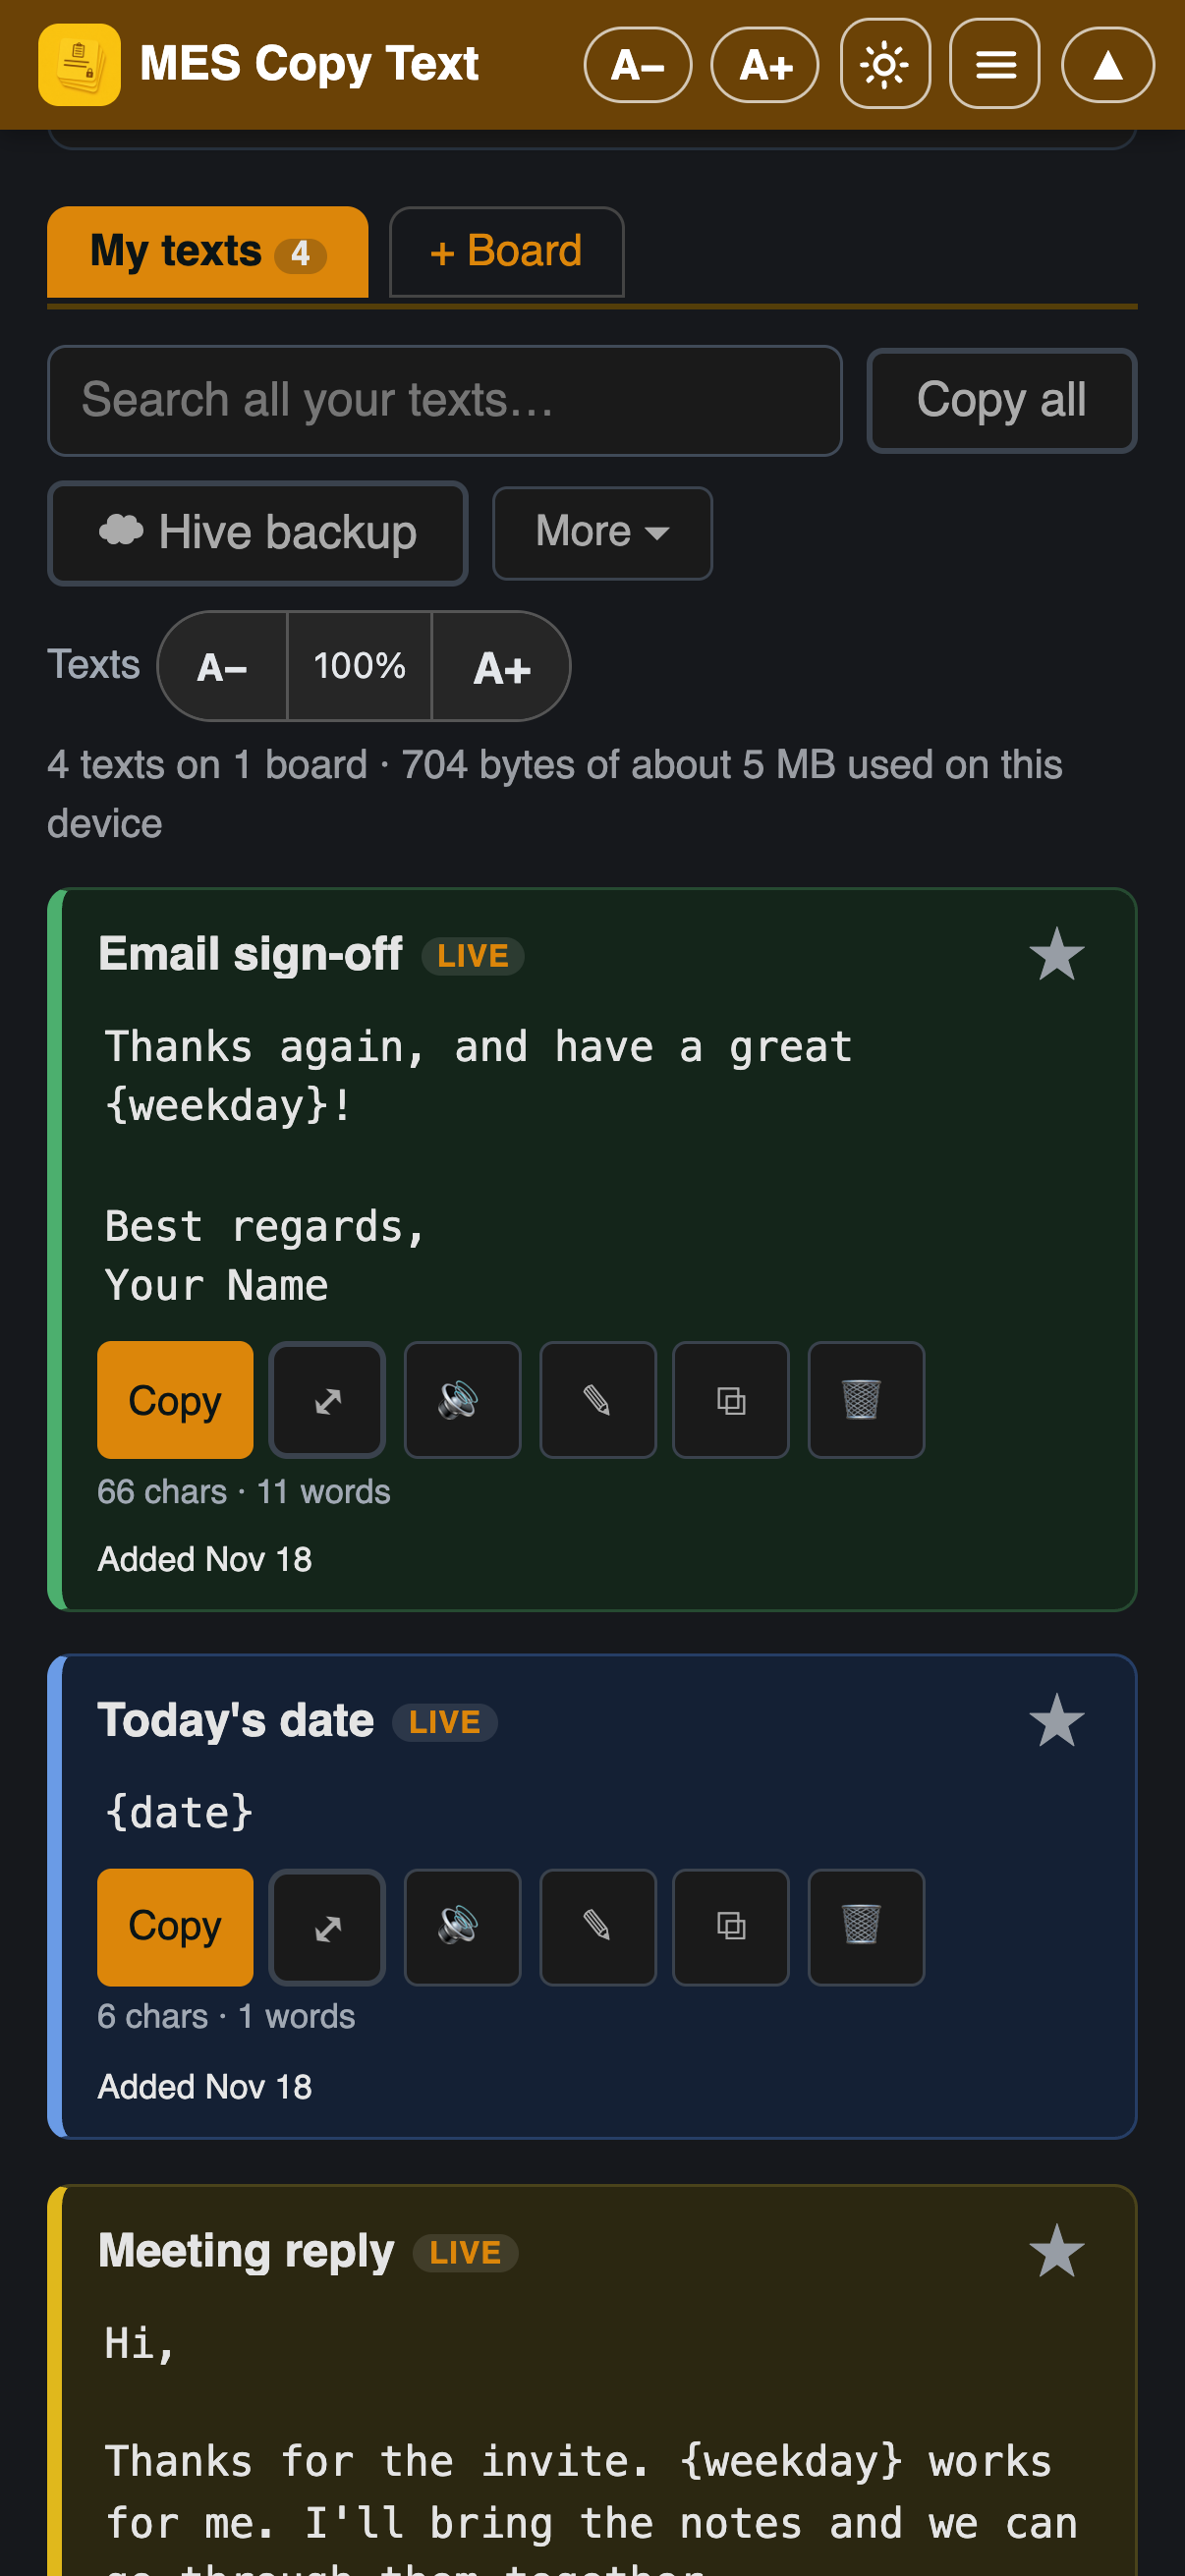 MES Copy Text A− A+ ▲
My texts 4 + Board
Search all your texts… Copy all
Hive backup More
Texts A− 100% A+
4 texts on 1 board · 704 bytes of about 5 MB used on this
device
Email sign-off LIVE
Thanks again, and have a great
{weekday}!
Best regards,
Your Name
Copy
66 chars · 11 words
Added Nov 18
Today's date LIVE
{date}
Copy
6 chars · 1 words
Added Nov 18
Meeting reply LIVE
Hi,
Thanks for the invite. {weekday} works
for me. I'll bring the notes and we can
go through them together